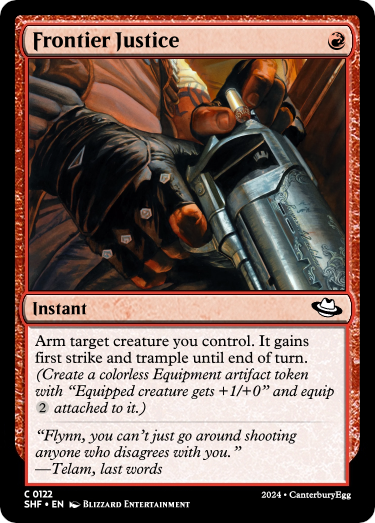 Frontier Justice
Instant
Arm target creature you control. It gains
first strike and trample until end of turn.
(Create a colorless Equipment artifact token
with “Equipped creature gets +1/+0” and equip
2 attached to it.)
“Flynn, you can’t just go around shooting
anyone who disagrees with you.”
—Telam, last words
C 0122
SHF • EN Blizzard Entertainment
2024 • CanterburyEgg